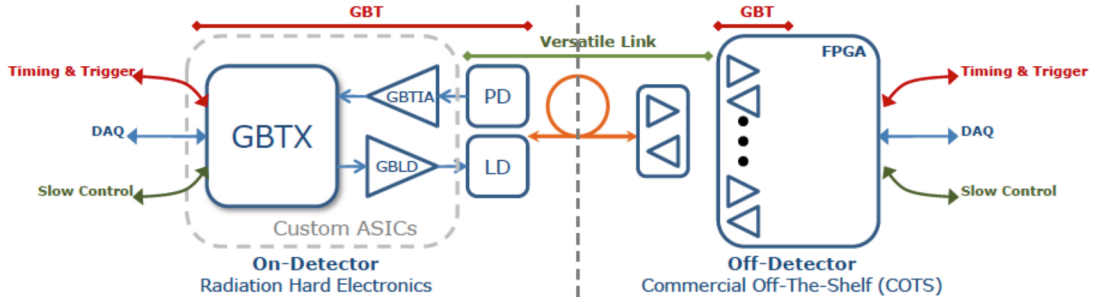 GBT
GBT
Versatile Link
FPGA
Timing & Trigger
GBTIA
PD
Timing & Trigger
DAQ
GBTX
DAQ
GBLD
LD
Slow Control
Slow Control
Custom ASICs
On-Detector
Radiation Hard Electronics
Off-Detector
Commercial Off-The-Shelf (COTS)